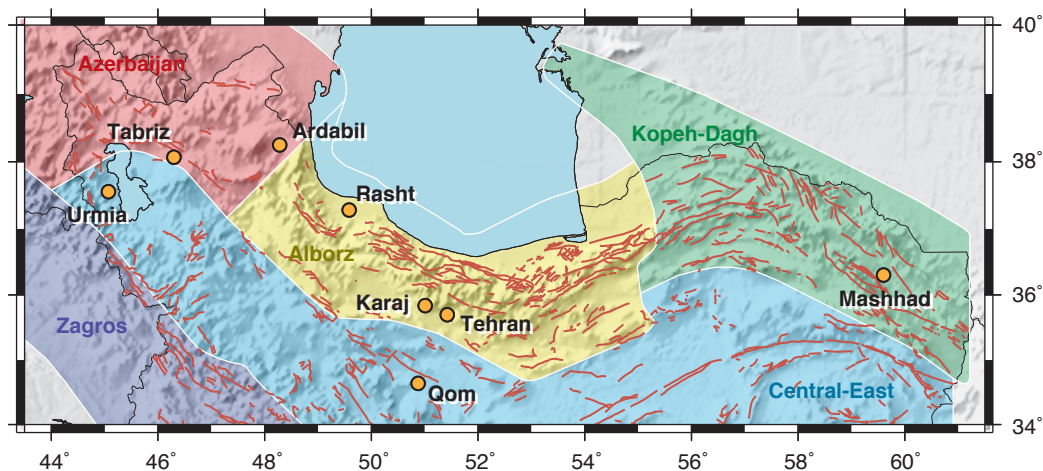 40°
Azerbaijan
Tabriz
Ardabil
Kopeh-Dagh
38°
Urmia
Rasht
Alborz
36°
Karaj
Tehran
Mashhad
Zagros
Qom
Central-East
34°
44° 46° 48° 50° 52° 54° 56° 58° 60°